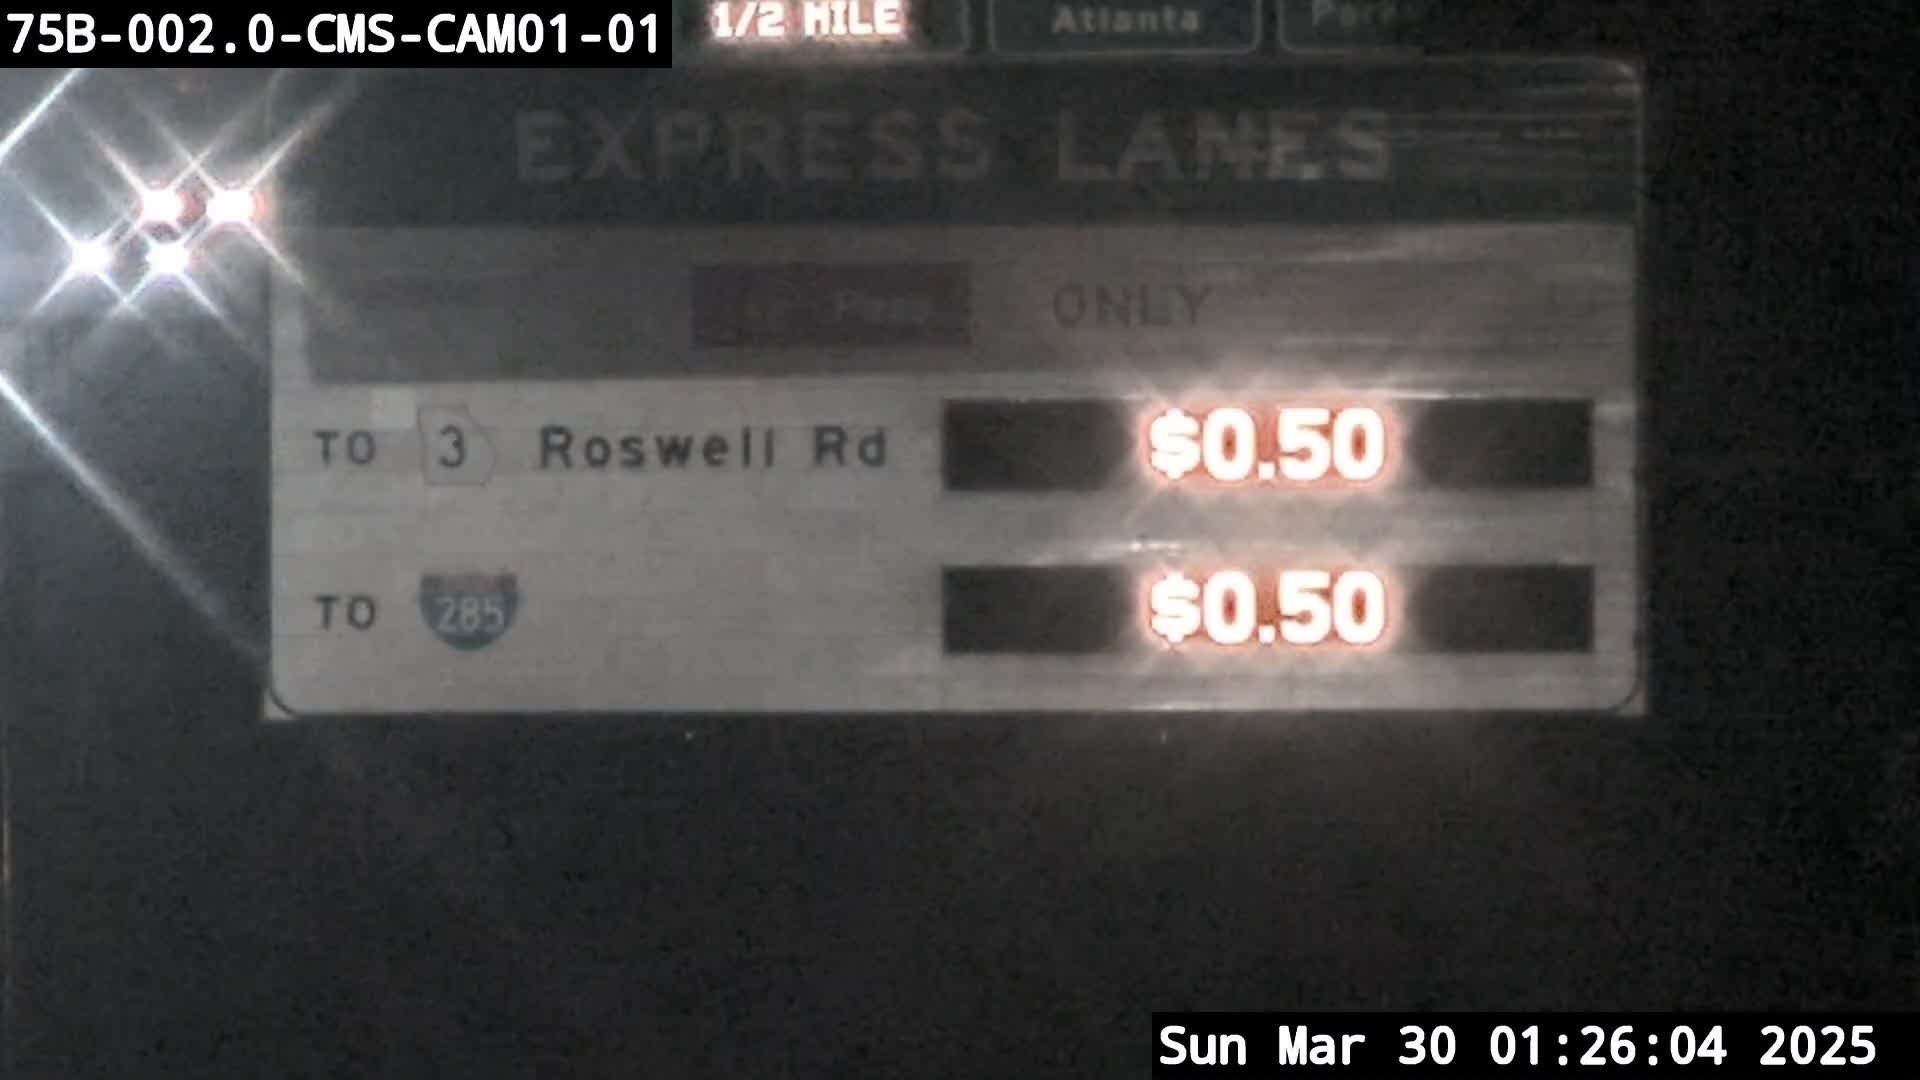 75B-002.0-CMS-CAM01-01
1/2 MILE
Atlanta
EXPRESS LANES
Pass ONLY
TO 3 Roswell Rd $0.50
TO 285 $0.50
Sun Mar 30 01:26:04 2025